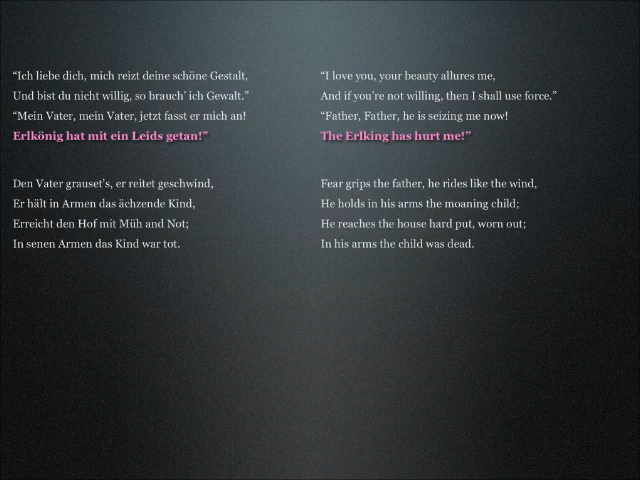 “Ich liebe dich, mich reizt deine schöne Gestalt,
Und bist du nicht willig, so brauch’ ich Gewalt.”
“Mein Vater, mein Vater, jetzt fasst er mich an!
Erlkönig hat mit ein Leids getan!”
Den Vater grauset’s, er reitet geschwind,
Er hält in Armen das ächzende Kind,
Erreicht den Hof mit Müh and Not;
In senen Armen das Kind war tot.
“I love you, your beauty allures me,
And if you’re not willing, then I shall use force.”
“Father, Father, he is seizing me now!
The Erlking has hurt me!”
Fear grips the father, he rides like the wind,
He holds in his arms the moaning child;
He reaches the house hard put, worn out;
In his arms the child was dead.